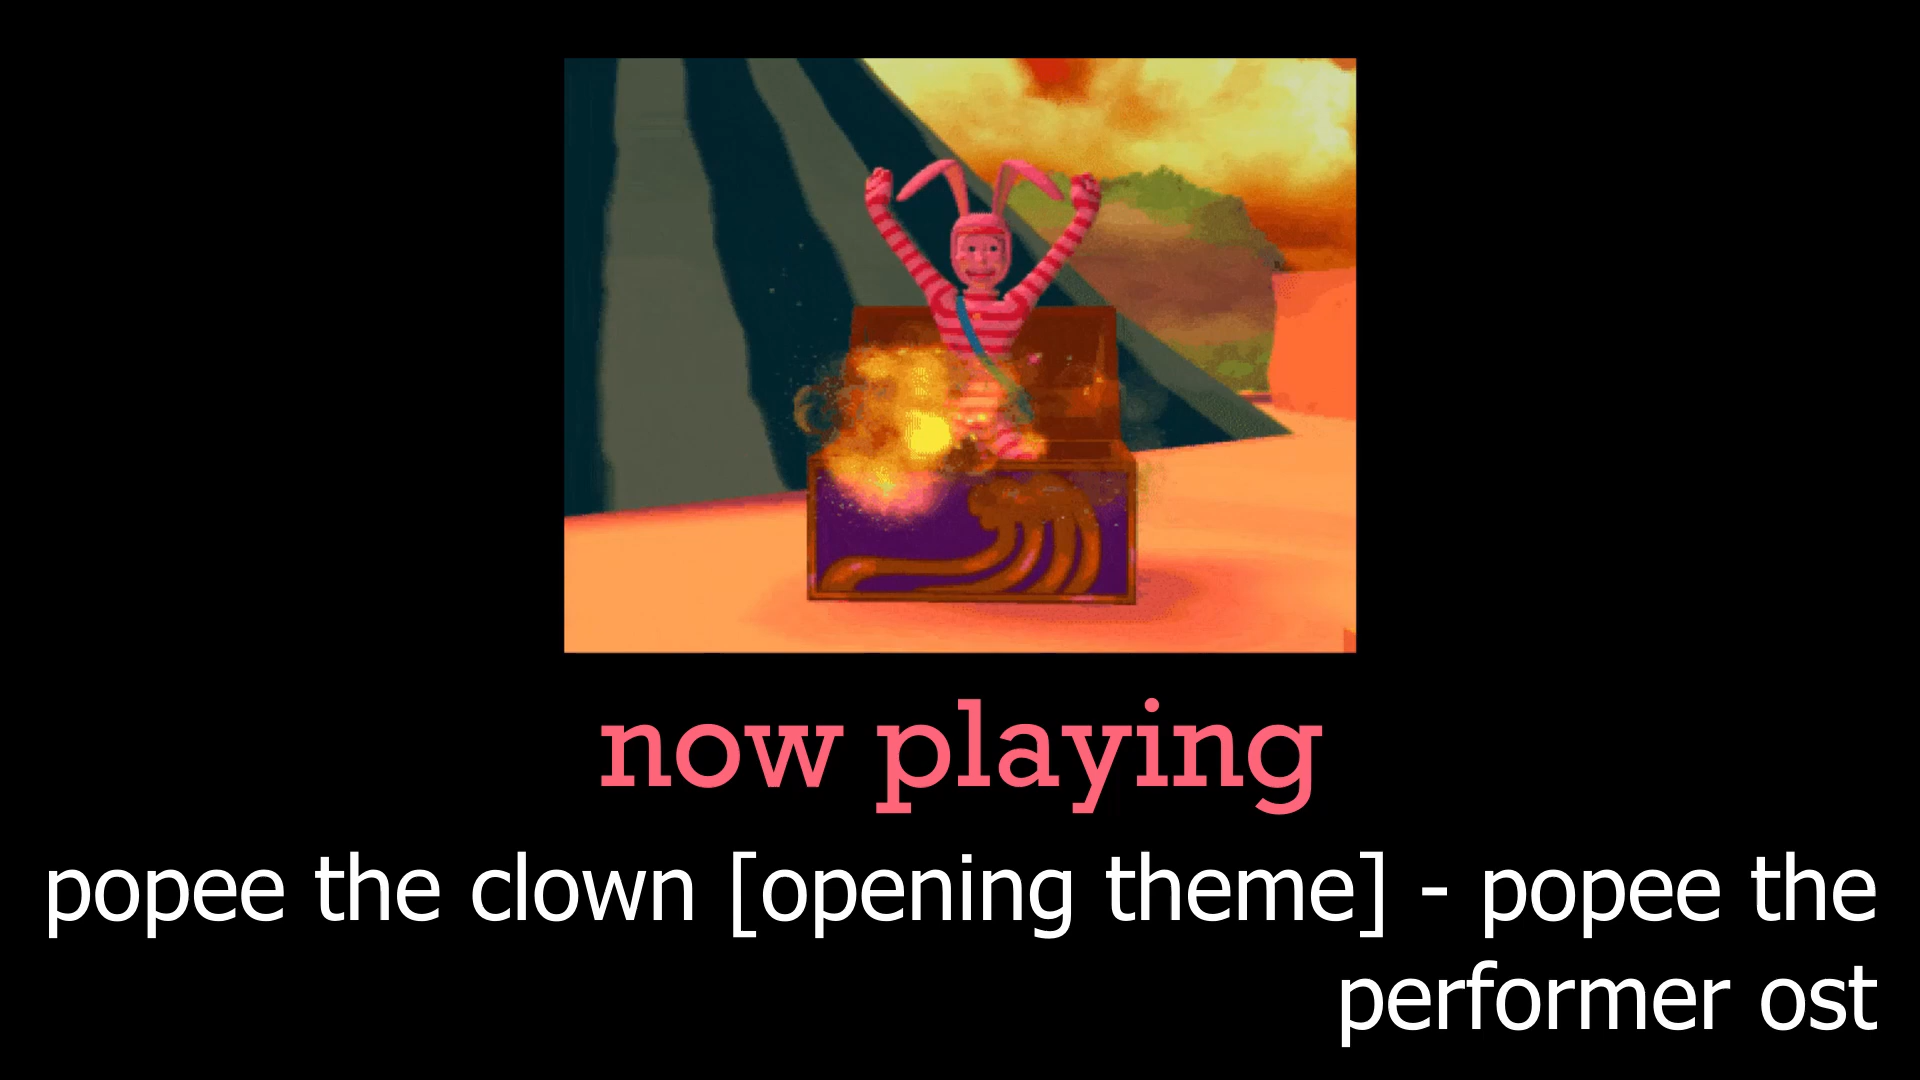 now playing
popee the clown [opening theme] - popee the
performer ost